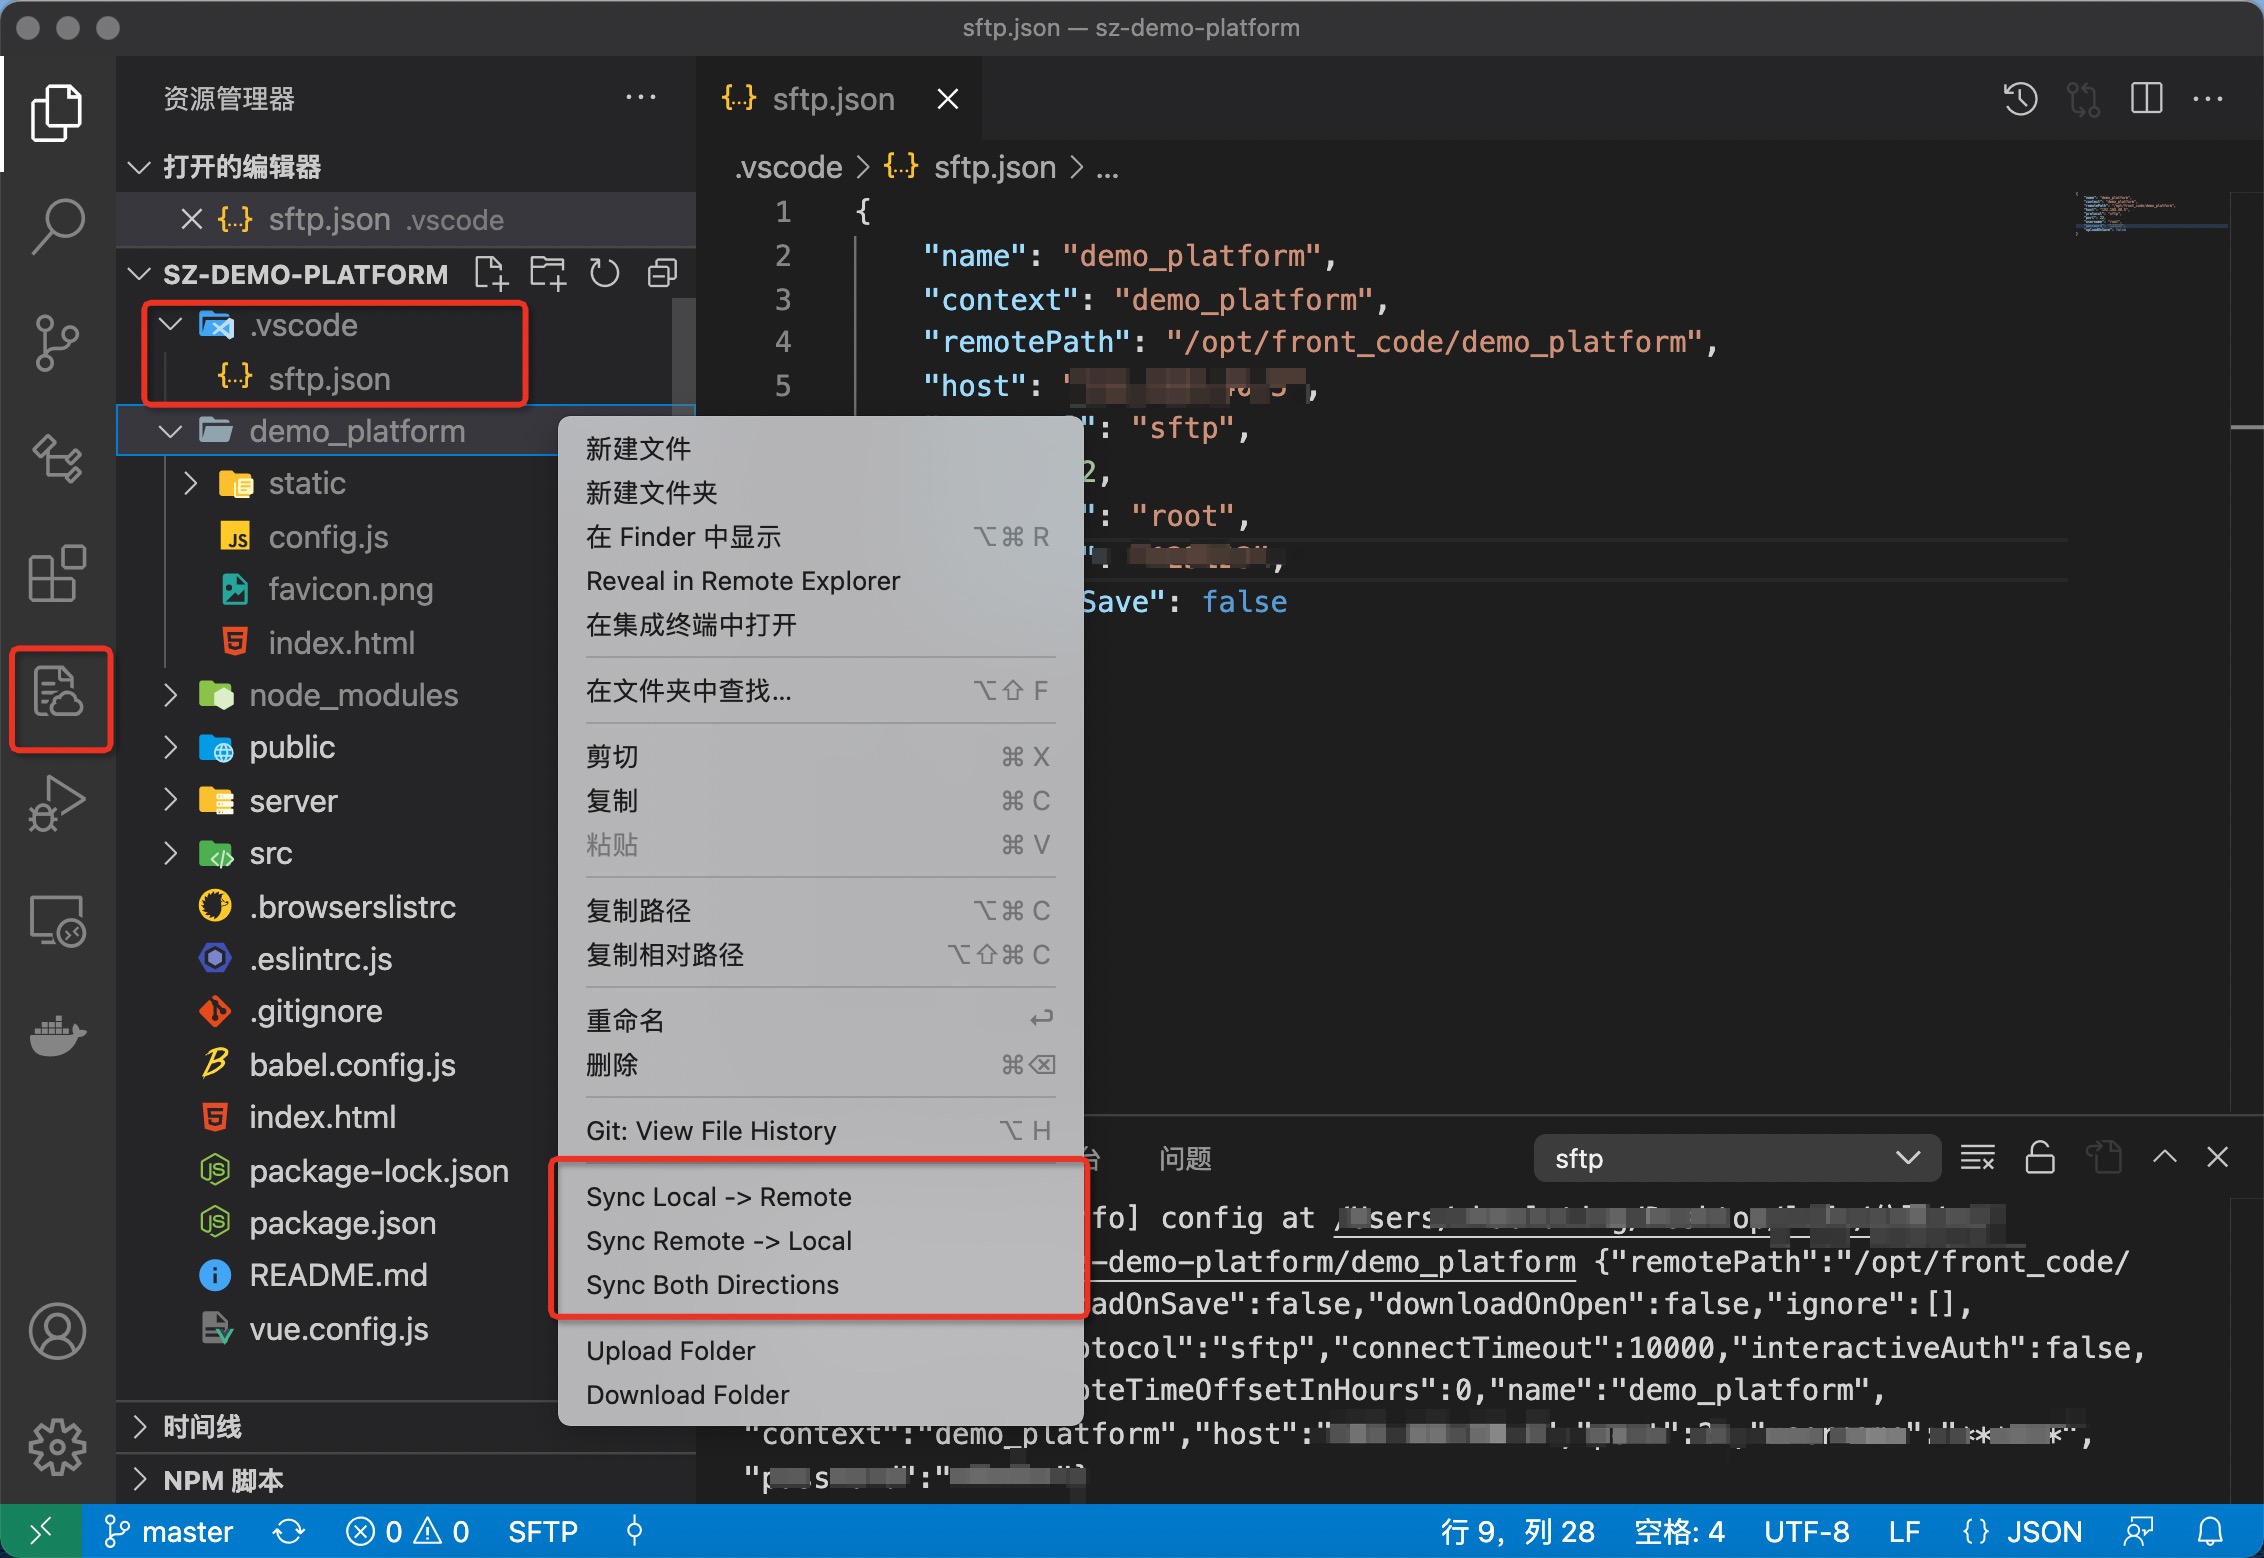 sftp.json — sz-demo-platform
资源管理器
打开的编辑器
sftp.json .vscode
SZ-DEMO-PLATFORM
.vscode
sftp.json
demo_platform
static
config.js
favicon.png
index.html
node_modules
public
server
src
.browserslistrc
.eslintrc.js
.gitignore
babel.config.js
index.html
package-lock.json
package.json
README.md
vue.config.js
时间线
NPM 脚本
sftp.json
.vscode > {..} sftp.json > ...
1 {
2 "name": "demo_platform",
3 "context": "demo_platform",
4 "remotePath": "/opt/front_code/demo_platform",
5 "host":
": "sftp",
2,
": "root",
Save": false
新建文件
新建文件夹
在 Finder 中显示 ⌥⌘ R
Reveal in Remote Explorer
在集成终端中打开
在文件夹中查找... ⌥⇧ F
剪切 ⌘ X
复制 ⌘ C
粘贴 ⌘ V
复制路径 ⌥⌘ C
复制相对路径 ⌥⇧⌘ C
重命名 ↩
删除 ⌘⌫
Git: View File History ⌥ H
Sync Local -> Remote
Sync Remote -> Local
Sync Both Directions
Upload Folder
Download Folder
台 问题 sftp
fo] config at
-demo-platform/demo_platform {"remotePath":"/opt/front_code/
adOnSave":false,"downloadOnOpen":false,"ignore":[],
otocol":"sftp","connectTimeout":10000,"interactiveAuth":false,
oteTimeOffsetInHours":0,"name":"demo_platform",
"context":"demo_platform","host":"
master 0 0 SFTP 行 9，列 28 空格: 4 UTF-8 LF {} JSON